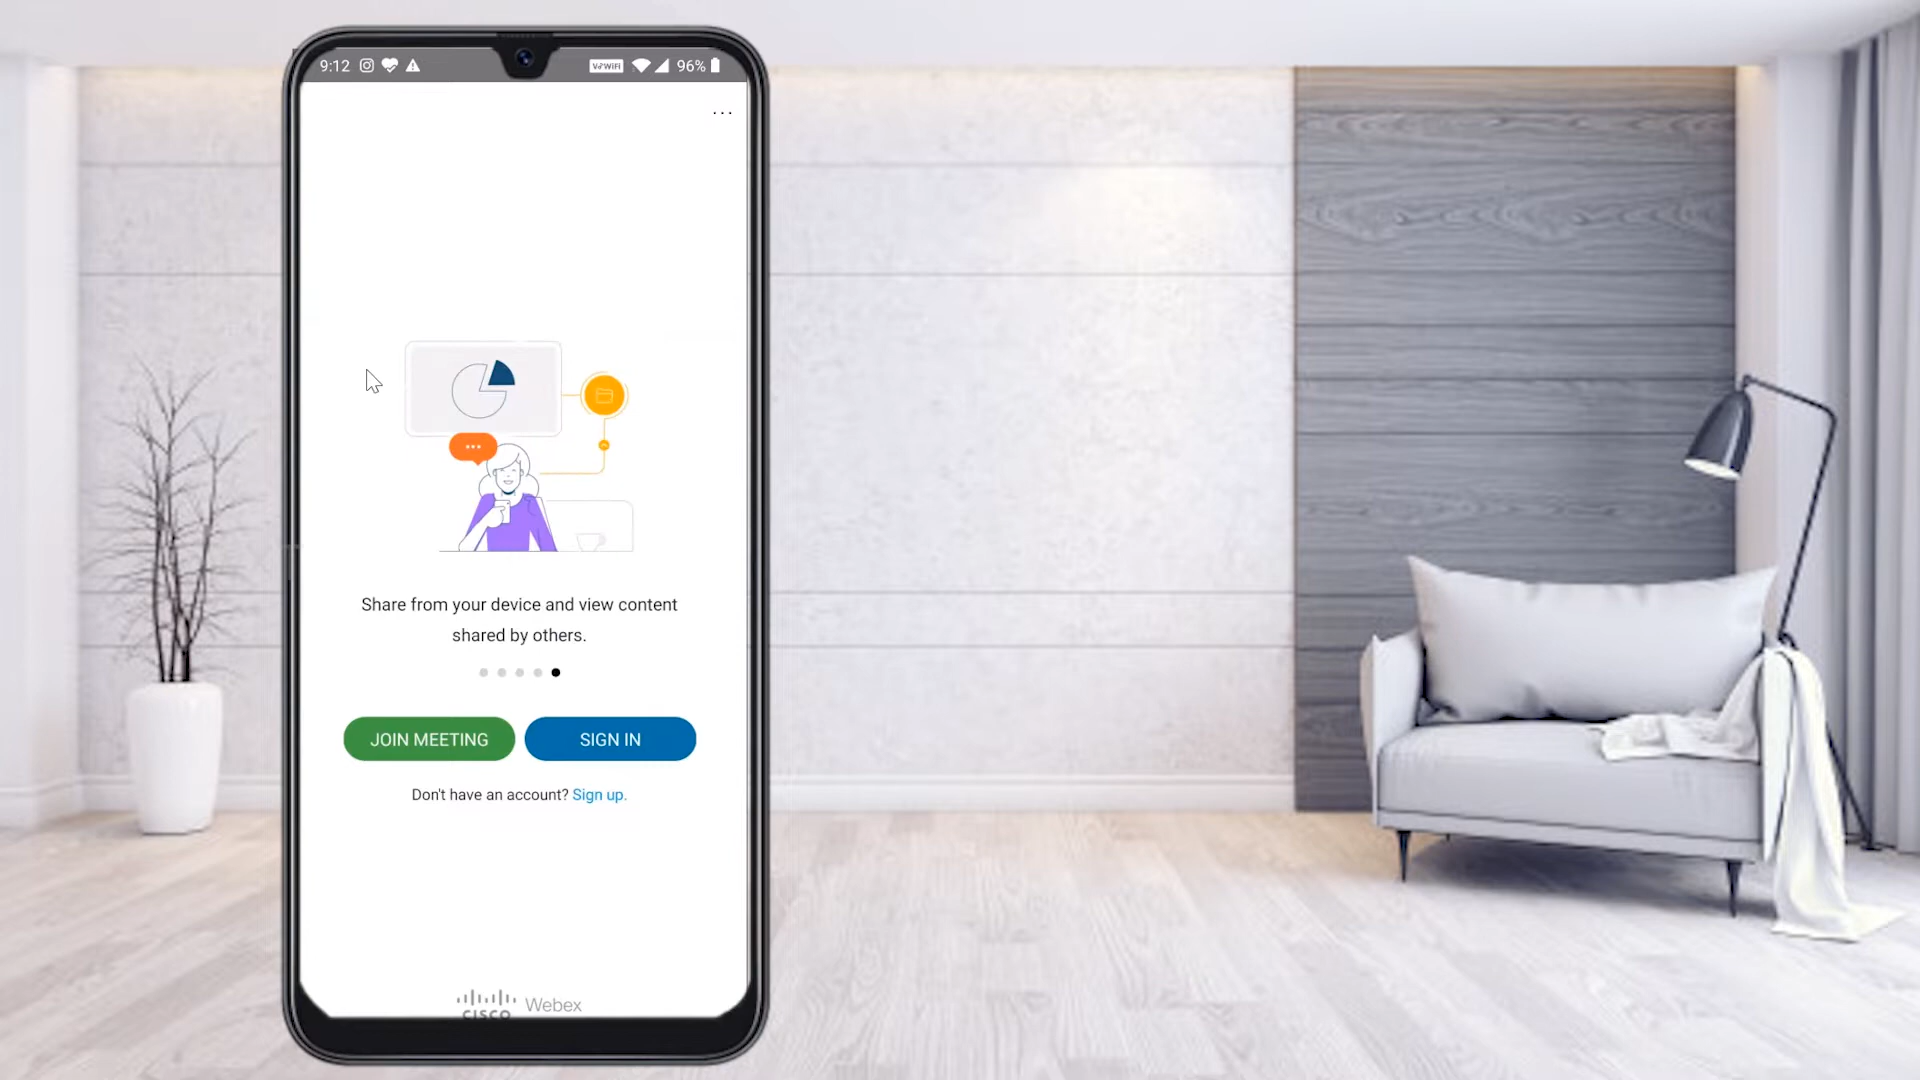 9:12
VoWiFi 96%
...
Share from your device and view content
shared by others.
JOIN MEETING
SIGN IN
Don't have an account? Sign up.
CISCO Webex